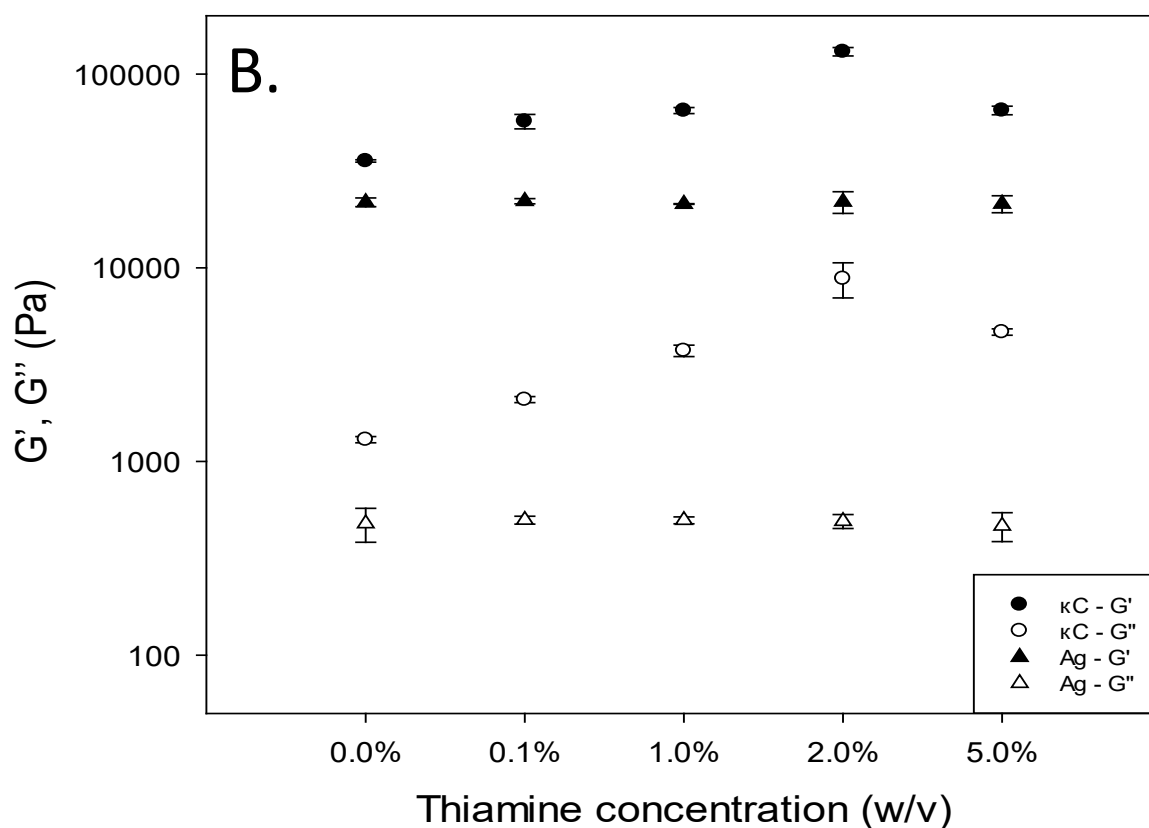 B.
100000
10000
1000
100
G', G'' (Pa)
0.0%
0.1%
1.0%
2.0%
5.0%
Thiamine concentration (w/v)
κC - G'
κC - G"
Ag - G'
Ag - G"